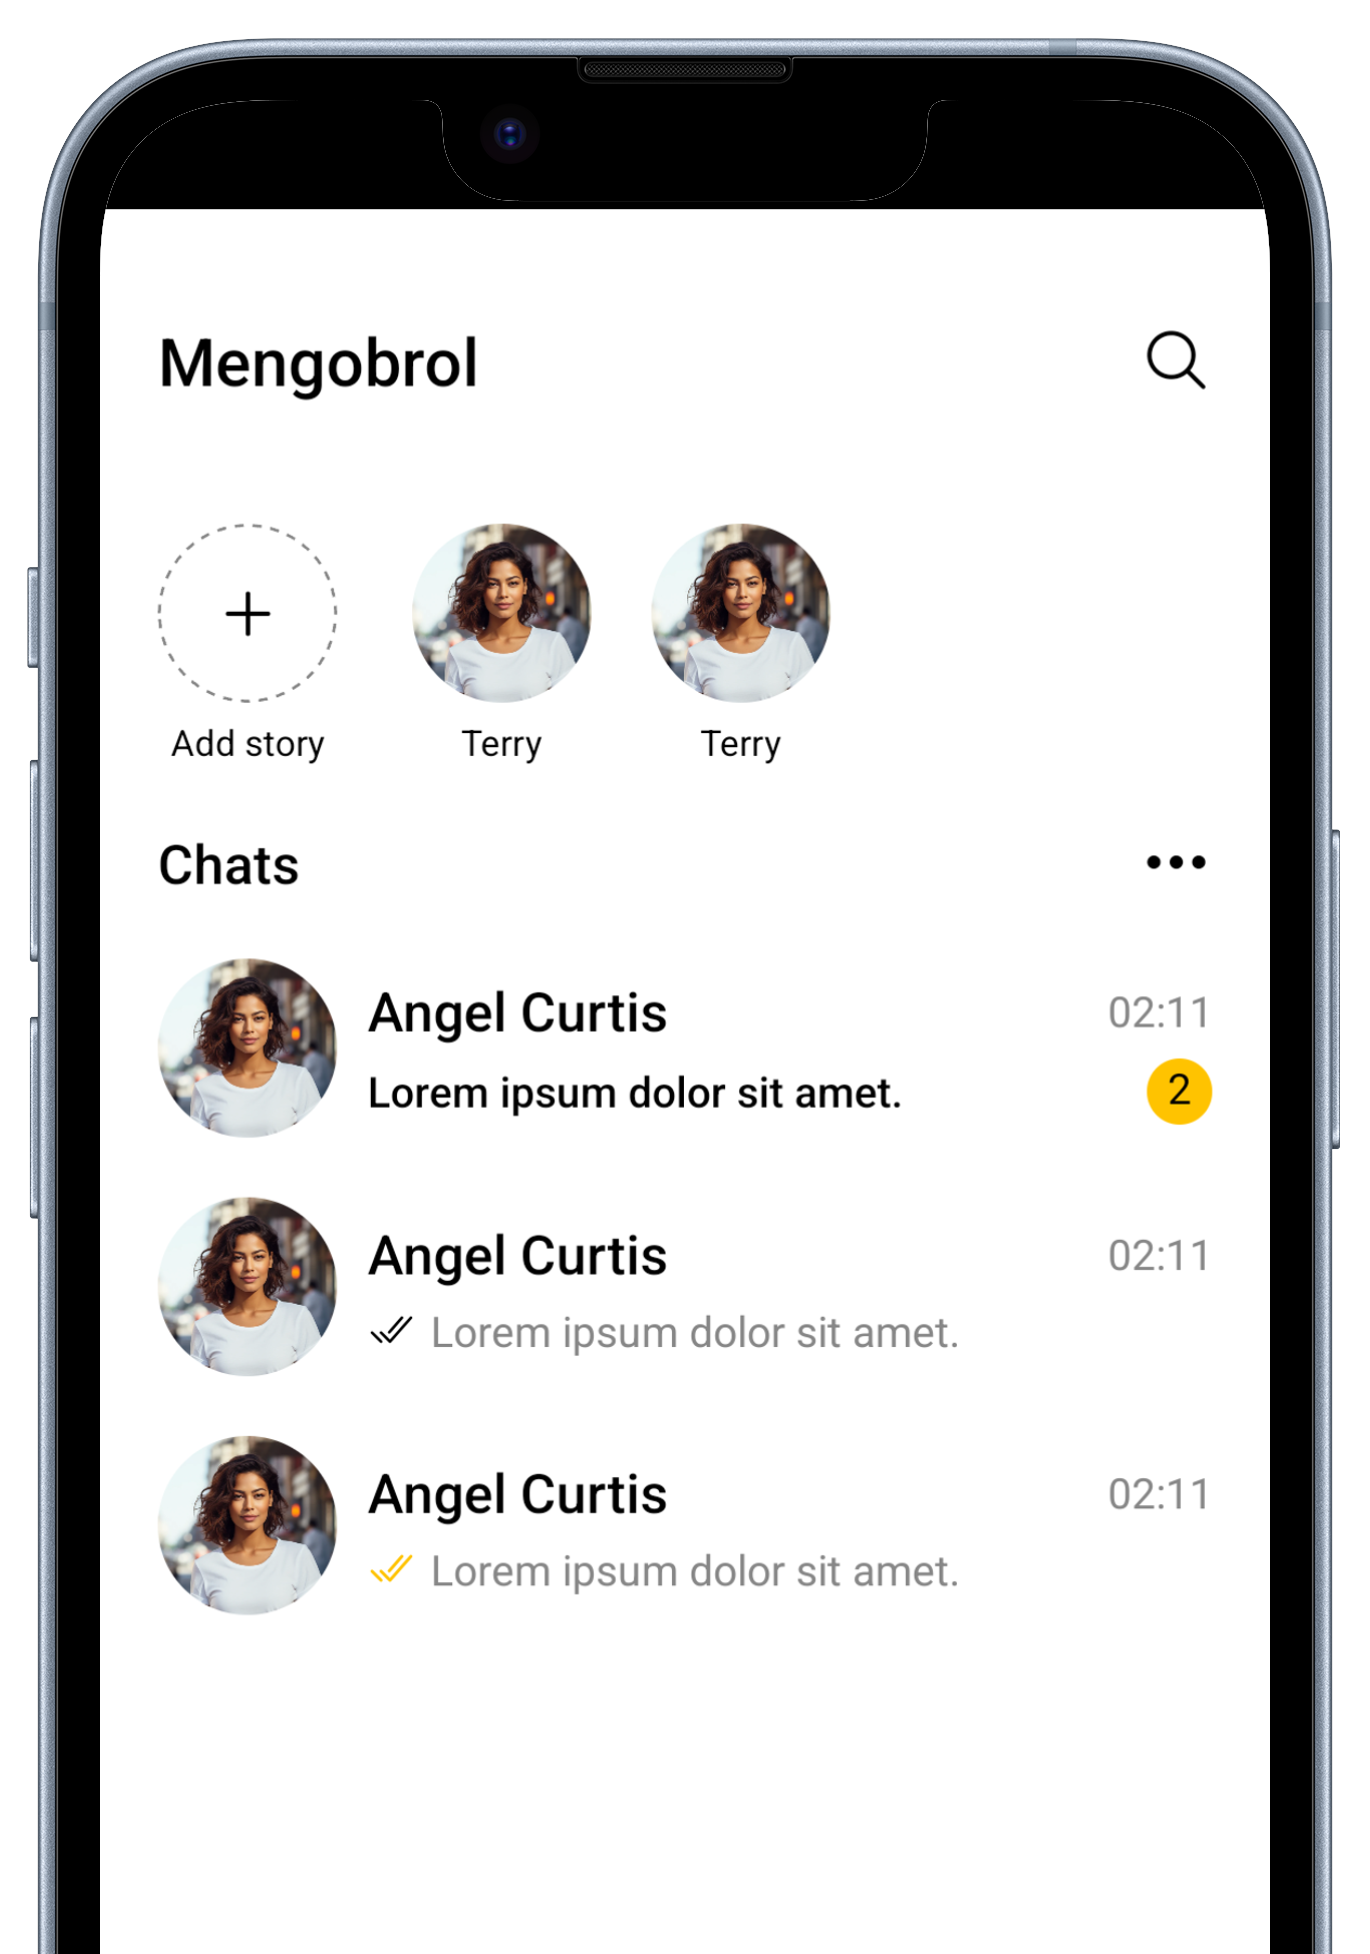 Mengobrol
Add story
Terry
Terry
Chats
Angel Curtis
02:11
Lorem ipsum dolor sit amet.
2
Angel Curtis
02:11
Lorem ipsum dolor sit amet.
Angel Curtis
02:11
Lorem ipsum dolor sit amet.